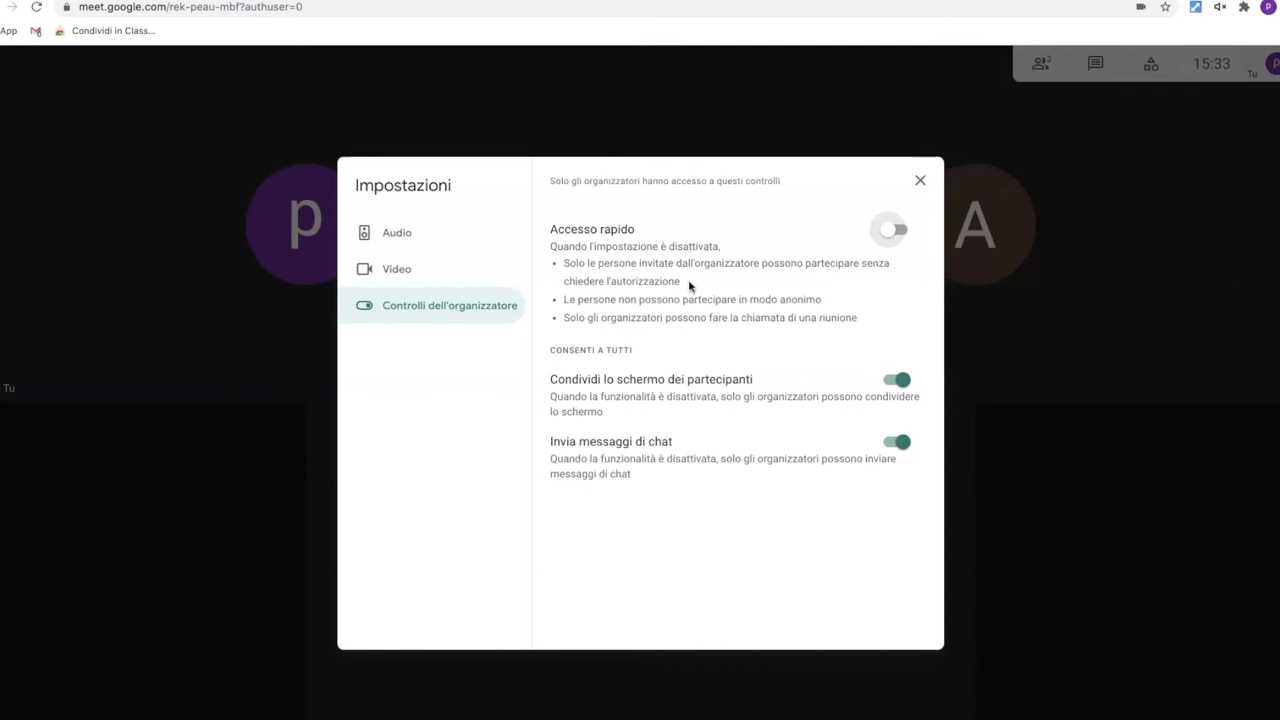 meet.google.com/rek-peau-mbf?authuser=0
App
Condividi in Class...
3
15:33
Tu
p
p
A
Impostazioni
Audio
Video
Controlli dell'organizzatore
Solo gli organizzatori hanno accesso a questi controlli
Accesso rapido
Quando l'impostazione è disattivata,
• Solo le persone invitate dall'organizzatore possono partecipare senza
chiedere l'autorizzazione
• Le persone non possono partecipare in modo anonimo
• Solo gli organizzatori possono fare la chiamata di una riunione
CONSENTI A TUTTI
Condividi lo schermo dei partecipanti
Quando la funzionalità è disattivata, solo gli organizzatori possono condividere
lo schermo
Invia messaggi di chat
Quando la funzionalità è disattivata, solo gli organizzatori possono inviare
messaggi di chat
Tu